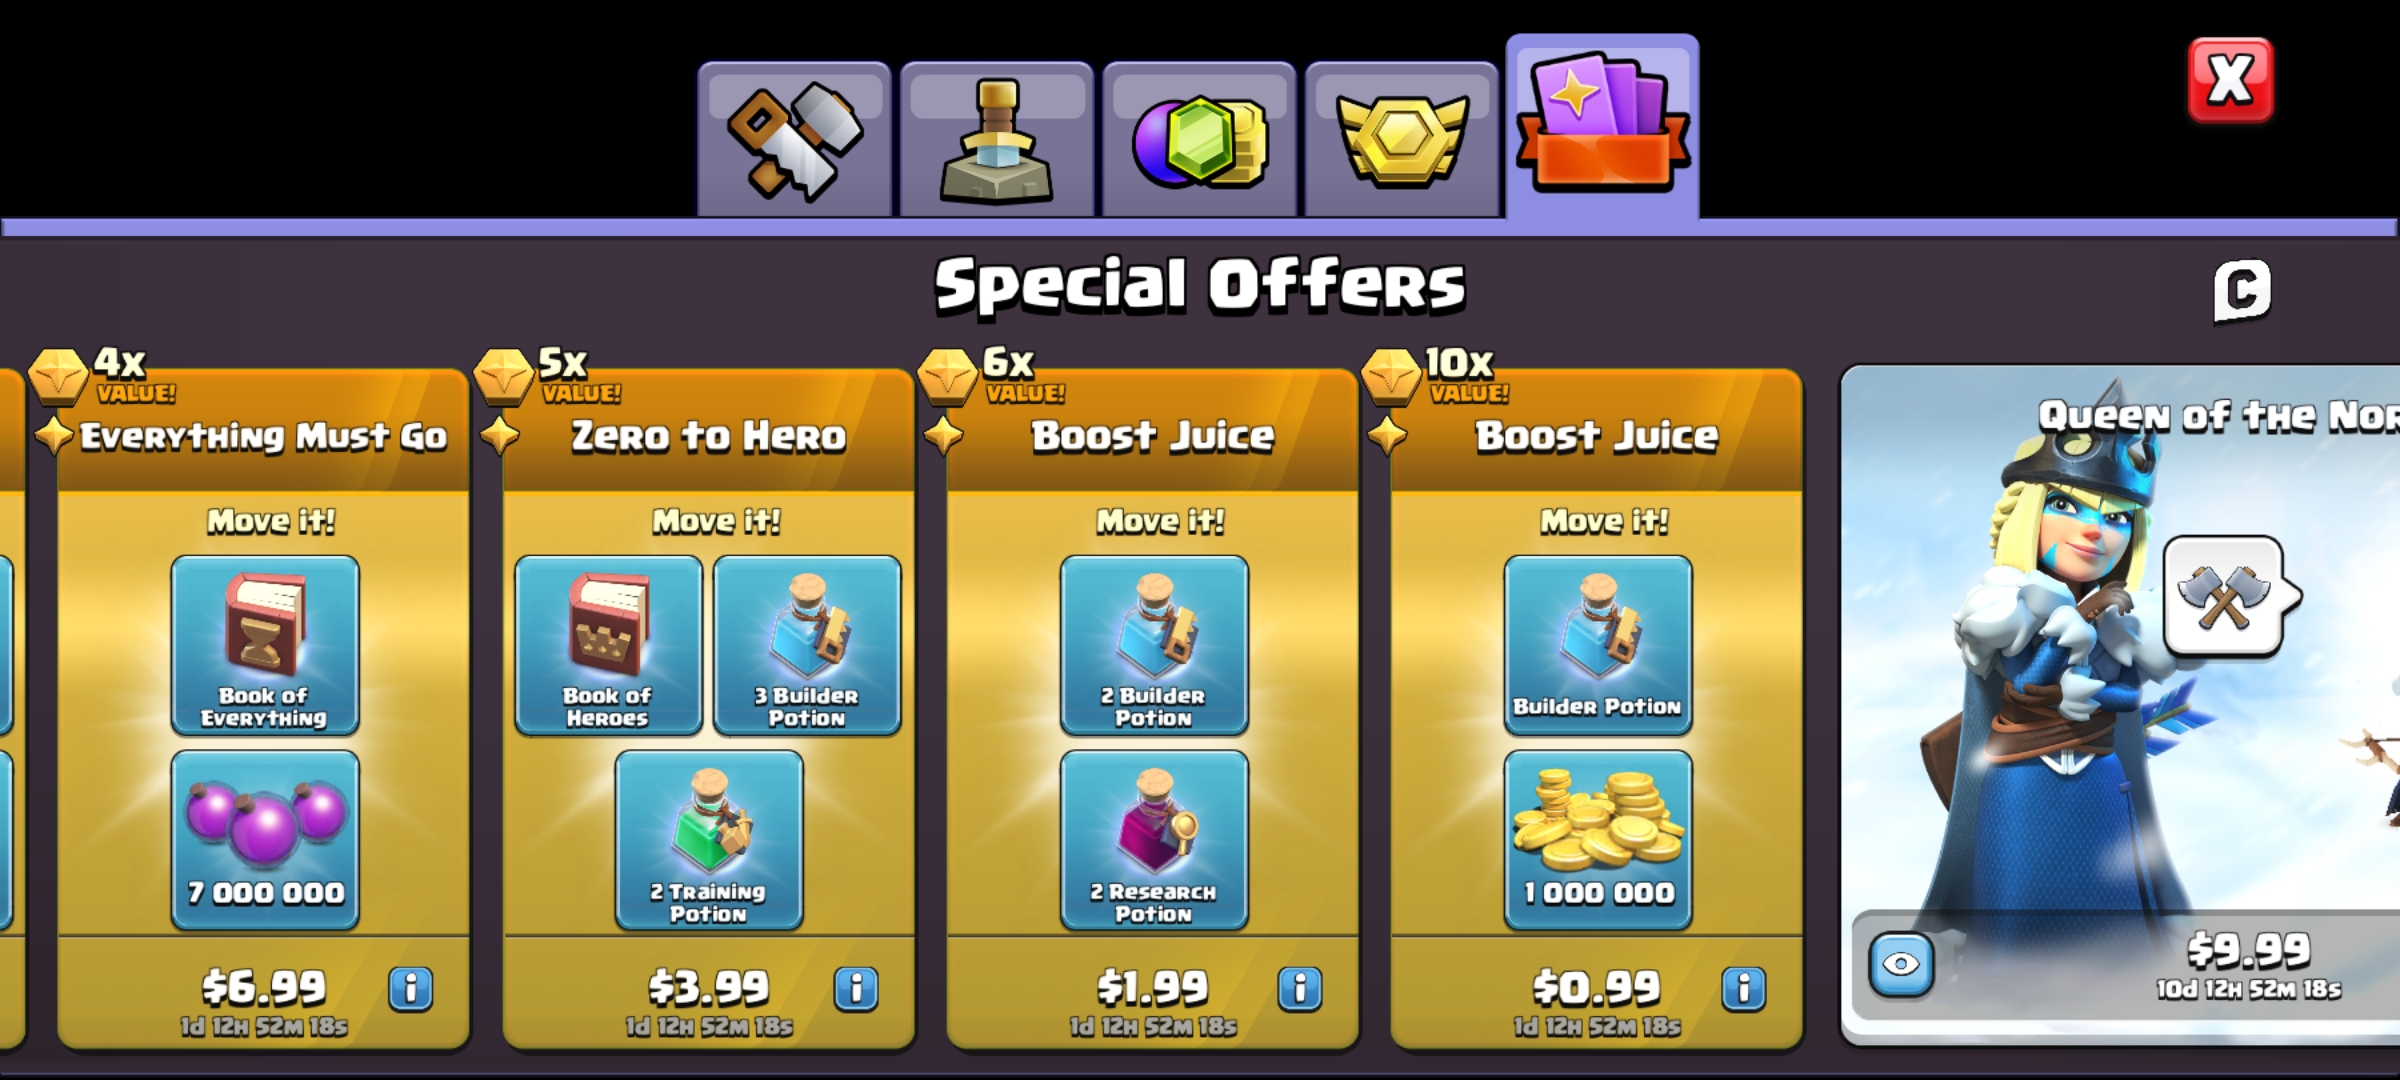 X
Special Offers
C
4x
VALUE!
Everything Must Go
Move it!
Book of
Everything
7 000 000
$6.99
1d 12H 52M 18s
5x
VALUE!
Zero to Hero
Move it!
Book of
Heroes
3 Builder
Potion
2 Training
Potion
$3.99
1d 12H 52M 18s
6x
VALUE!
Boost Juice
Move it!
2 Builder
Potion
2 Research
Potion
$1.99
1d 12H 52M 18s
10x
VALUE!
Boost Juice
Move it!
Builder Potion
1 000 000
$0.99
1d 12H 52M 18s
Queen of the Nor
$9.99
10d 12H 52M 18s